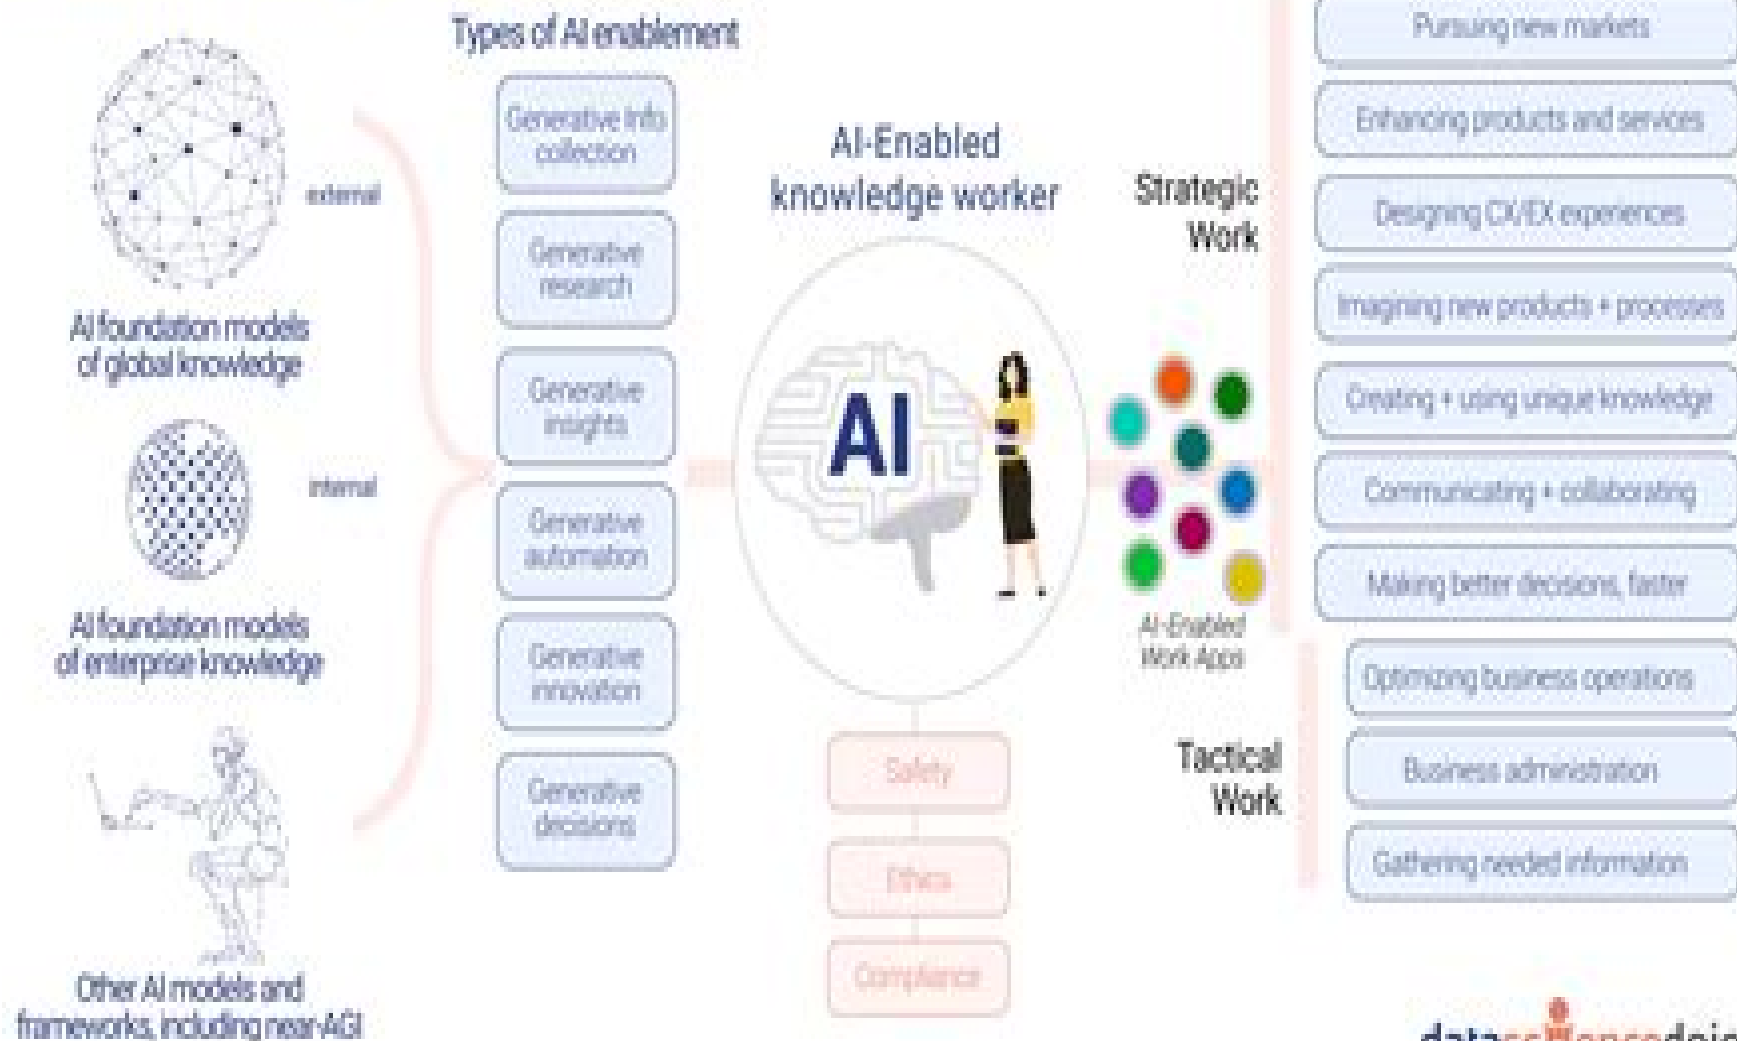 Types of AI enablement
external
AI foundation models
of global knowledge
internal
AI foundation models
of enterprise knowledge
Other AI models and
frameworks, including near-AGI
Generative Info
collection
Generative
research
Generative
insights
Generative
automation
Generative
innovation
Generative
decisions
AI-Enabled
knowledge worker
AI
Safety
Ethics
Compliance
AI-Enabled
Work Apps
Strategic
Work
Pursuing new markets
Enhancing products and services
Designing CX/EX experiences
Imagining new products + processes
Creating + using unique knowledge
Communicating + collaborating
Making better decisions, faster
Tactical
Work
Optimizing business operations
Business administration
Gathering needed information